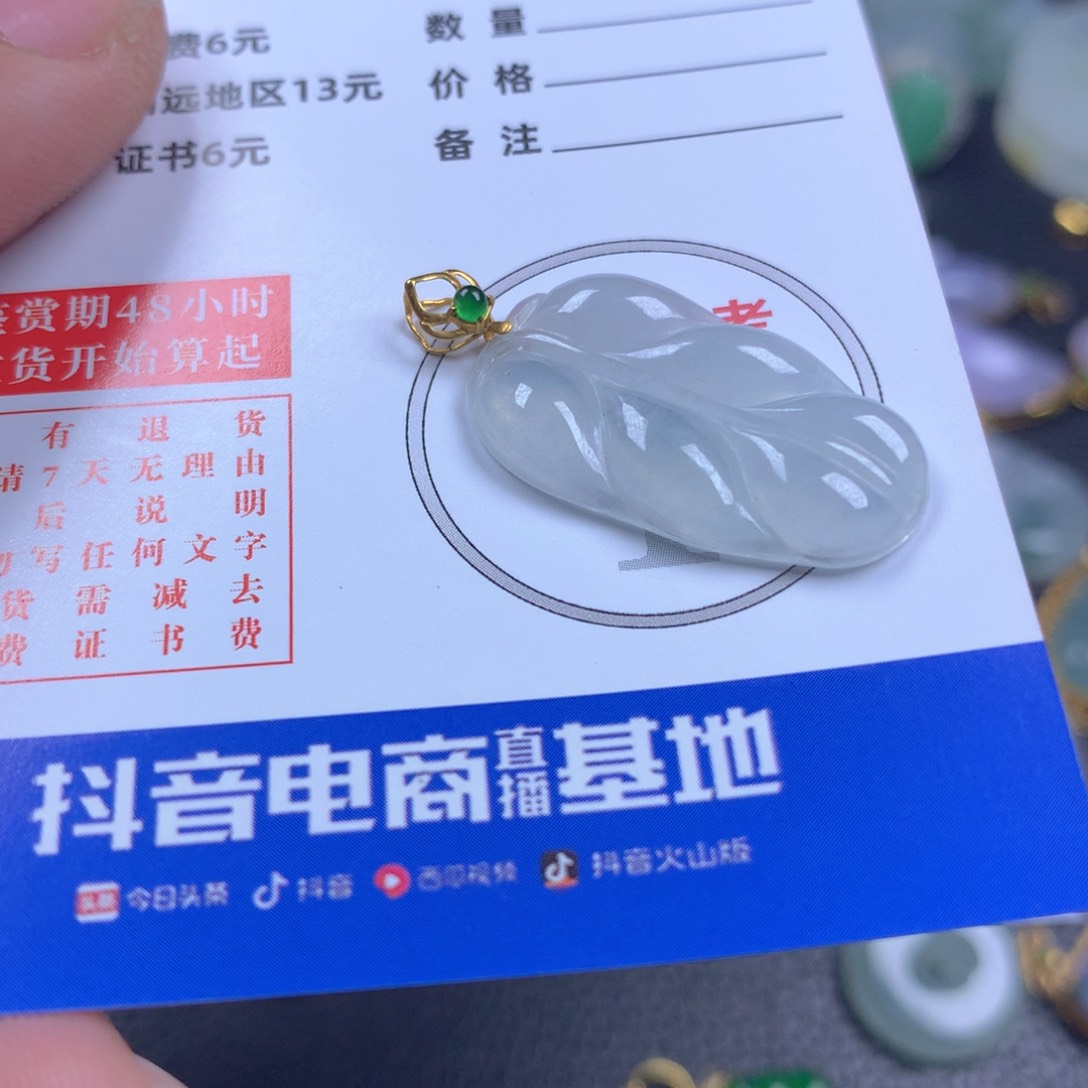 费6元
远地区13元
证书6元
数量
价格
备注
赏期48小时
货开始算起
有退货
请7天无理由
后说明
写任何文字
货需减去
费证书费
考
抖音电商直播基地
头条 今日头条 抖音 西瓜视频 抖音火山版